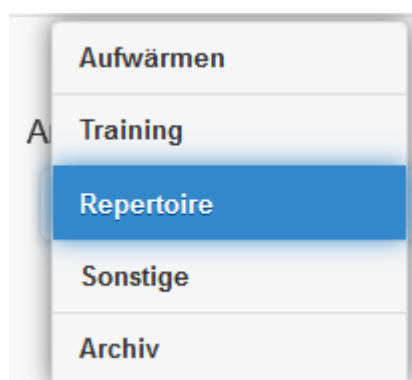 Aufwärmen
Training
Repertoire
Sonstige
Archiv